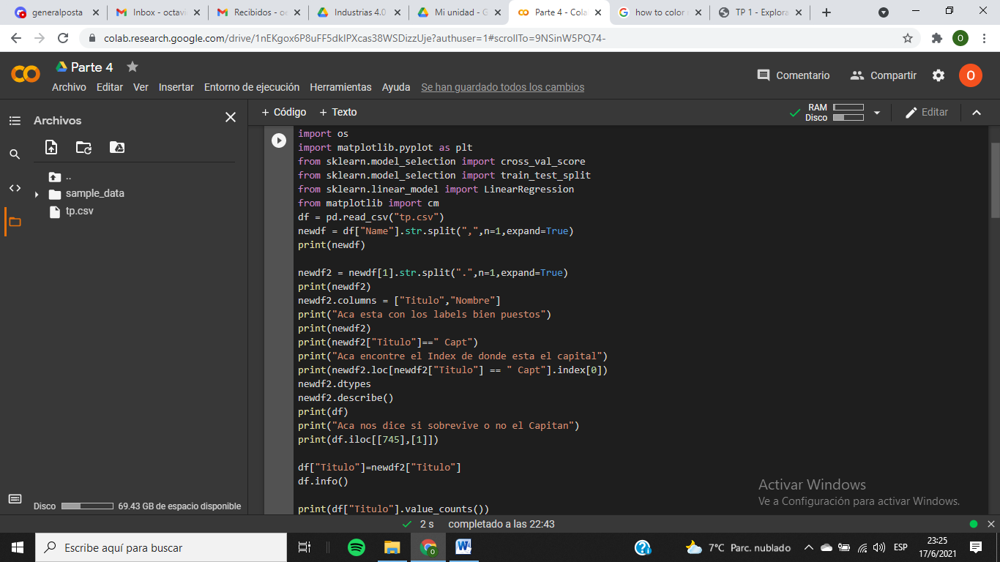 generalposta
Inbox - octavi
Recibidos - oc
Industrias 4.0
Mi unidad - G
Parte 4 - Cola
how to color
TP 1 - Explora
colab.research.google.com/drive/1nEKgox6P8uFF5dkIPXcas38WSDizzUje?authuser=1#scrollTo=9NSinW5PQ74-
O
Parte 4
Comentario
Compartir
O
Archivo Editar Ver Insertar Entorno de ejecución Herramientas Ayuda Se han guardado todos los cambios
Archivos
+ Código + Texto
RAM
Disco
Editar
..
sample_data
tp.csv
import os
import matplotlib.pyplot as plt
from sklearn.model_selection import cross_val_score
from sklearn.model_selection import train_test_split
from sklearn.linear_model import LinearRegression
from matplotlib import cm
df = pd.read_csv("tp.csv")
newdf = df["Name"].str.split(",",n=1,expand=True)
print(newdf)
newdf2 = newdf[1].str.split(".",n=1,expand=True)
print(newdf2)
newdf2.columns = ["Titulo","Nombre"]
print("Aca esta con los labels bien puestos")
print(newdf2)
print(newdf2["Titulo"]==" Capt")
print("Aca encontre el Index de donde esta el capital")
print(newdf2.loc[newdf2["Titulo"] == " Capt"].index[0])
newdf2.dtypes
newdf2.describe()
print(df)
print("Aca nos dice si sobrevive o no el Capitan")
print(df.iloc[[745],[1]])
df["Titulo"]=newdf2["Titulo"]
df.info()
print(df["Titulo"].value_counts())
Activar Windows
Ve a Configuración para activar Windows.
Disco 69.43 GB de espacio disponible
2 s completado a las 22:43
Escribe aquí para buscar
7°C Parc. nublado
ESP
23:25
17/6/2021